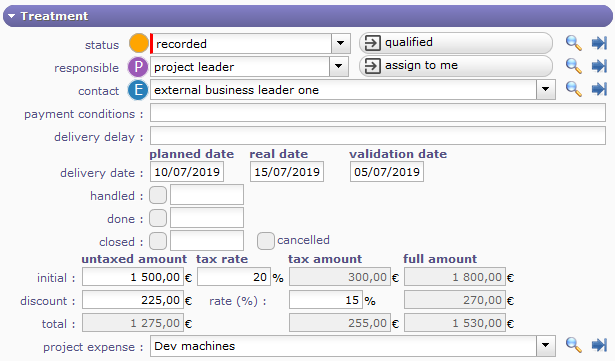 Treatment
status recorded qualified
responsible P project leader assign to me
contact E external business leader one
payment conditions :
delivery delay :
planned date real date validation date
delivery date : 10/07/2019 15/07/2019 05/07/2019
handled :
done :
closed : cancelled
untaxed amount tax rate tax amount full amount
initial : 1 500,00 € 20 % 300,00 € 1 800,00 €
discount : 225,00 € rate (%) : 15 % 270,00 €
total : 1 275,00 € 255,00 € 1 530,00 €
project expense : Dev machines